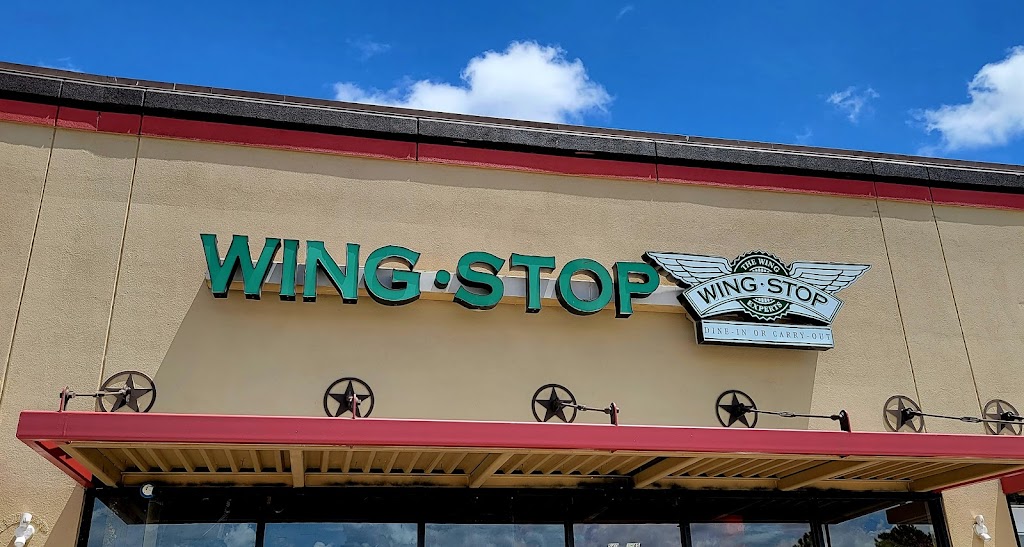 WING·STOP
THE WING
WING·STOP
EXPERTS
DINE-IN OR CARRY-OUT